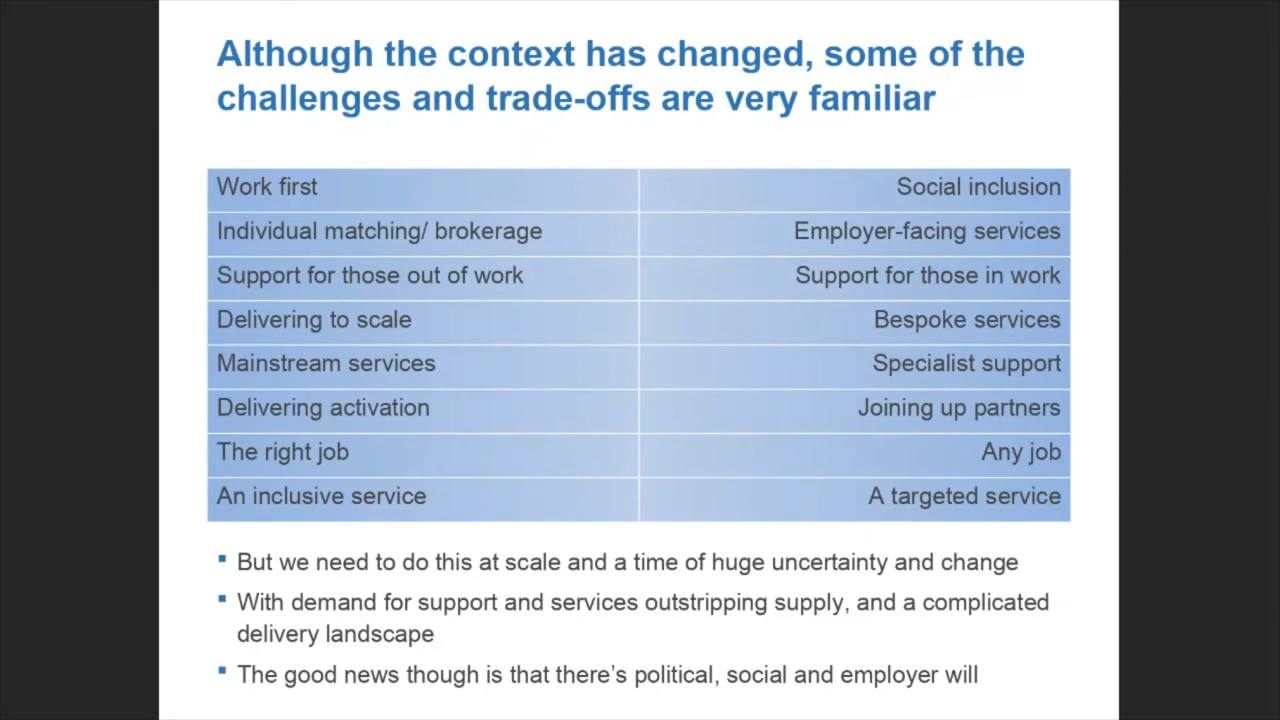 Although the context has changed, some of the
challenges and trade-offs are very familiar
Work first Social inclusion
Individual matching/ brokerage Employer-facing services
Support for those out of work Support for those in work
Delivering to scale Bespoke services
Mainstream services Specialist support
Delivering activation Joining up partners
The right job Any job
An inclusive service A targeted service
▪ But we need to do this at scale and a time of huge uncertainty and change
▪ With demand for support and services outstripping supply, and a complicated
delivery landscape
▪ The good news though is that there’s political, social and employer will